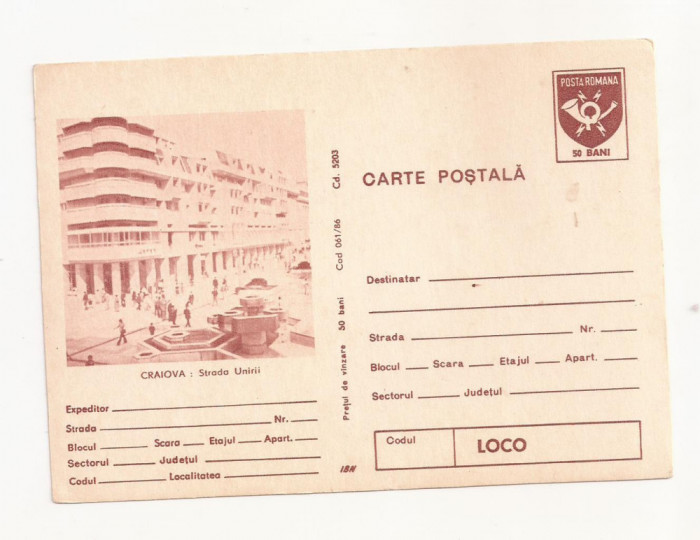 POSTA ROMANA
50 BANI
CARTE POȘTALĂ
CRAIOVA : Strada Unirii
Expeditor
Strada Nr.
Blocul Scara Etajul Apart.
Sectorul Județul
Codul Localitatea
Prețul de vînzare 50 bani Cod 061/86 Cd. 5203
Destinatar
Strada Nr.
Blocul Scara Etajul Apart.
Sectorul Județul
Codul LOCO